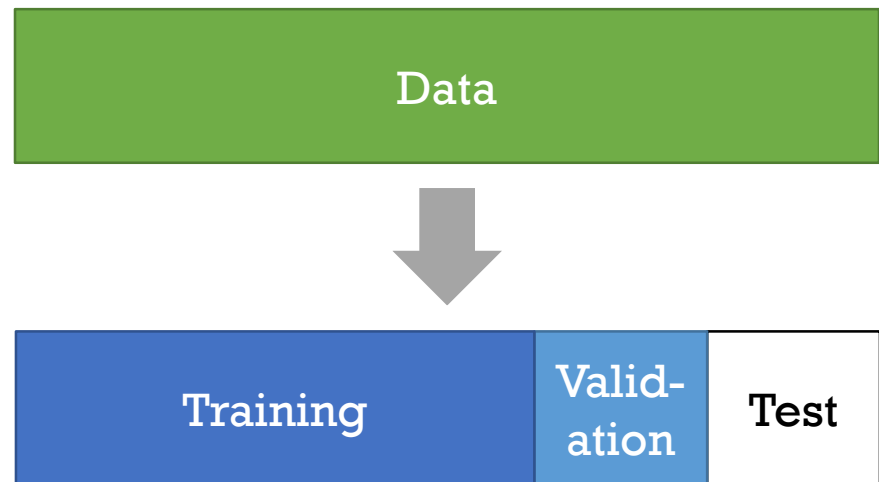 Data
Training
Valid-
ation
Test